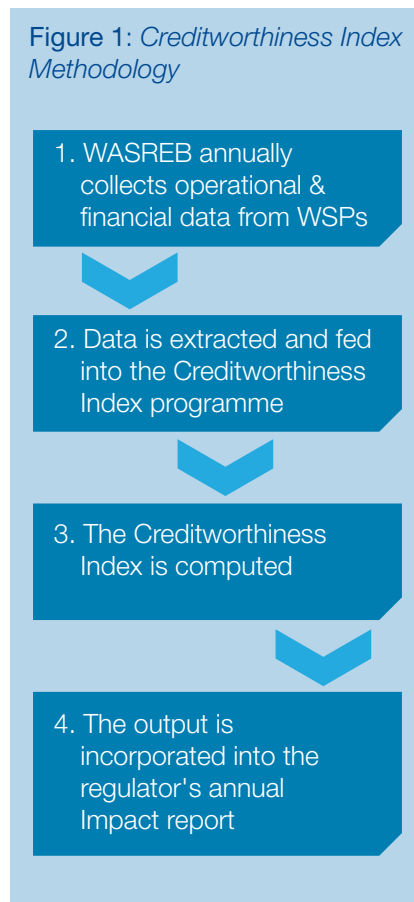 Figure 1: Creditworthiness Index
Methodology
1. WASREB annually
collects operational &
financial data from WSPs
2. Data is extracted and fed
into the Creditworthiness
Index programme
3. The Creditworthiness
Index is computed
4. The output is
incorporated into the
regulator's annual
Impact report